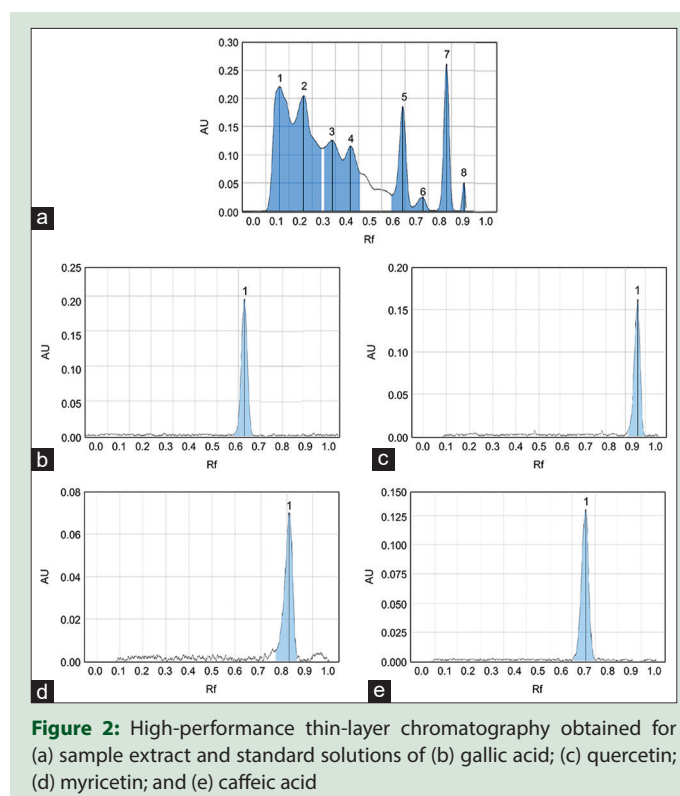 0.30
0.25
0.20
0.15
0.10
0.05
0.00
AU
1
2
3
4
5
6
7
8
0.0 0.1 0.2 0.3 0.4 0.5 0.6 0.7 0.8 0.9 1.0
Rf
a
0.25
0.20
0.15
0.10
0.05
0.00
AU
1
0.0 0.1 0.2 0.3 0.4 0.5 0.6 0.7 0.8 0.9 1.0
Rf
b
0.20
0.15
0.10
0.05
0.00
AU
1
0.0 0.1 0.2 0.3 0.4 0.5 0.6 0.7 0.8 0.9 1.0
Rf
c
0.08
0.06
0.04
0.02
0.00
AU
1
0.0 0.1 0.2 0.3 0.4 0.5 0.6 0.7 0.8 0.9 1.0
Rf
d
0.150
0.125
0.100
0.075
0.050
0.025
0.000
AU
1
0.0 0.1 0.2 0.3 0.4 0.5 0.6 0.7 0.8 0.9 1.0
Rf
e
Figure 2: High-performance thin-layer chromatography obtained for
(a) sample extract and standard solutions of (b) gallic acid; (c) quercetin;
(d) myricetin; and (e) caffeic acid